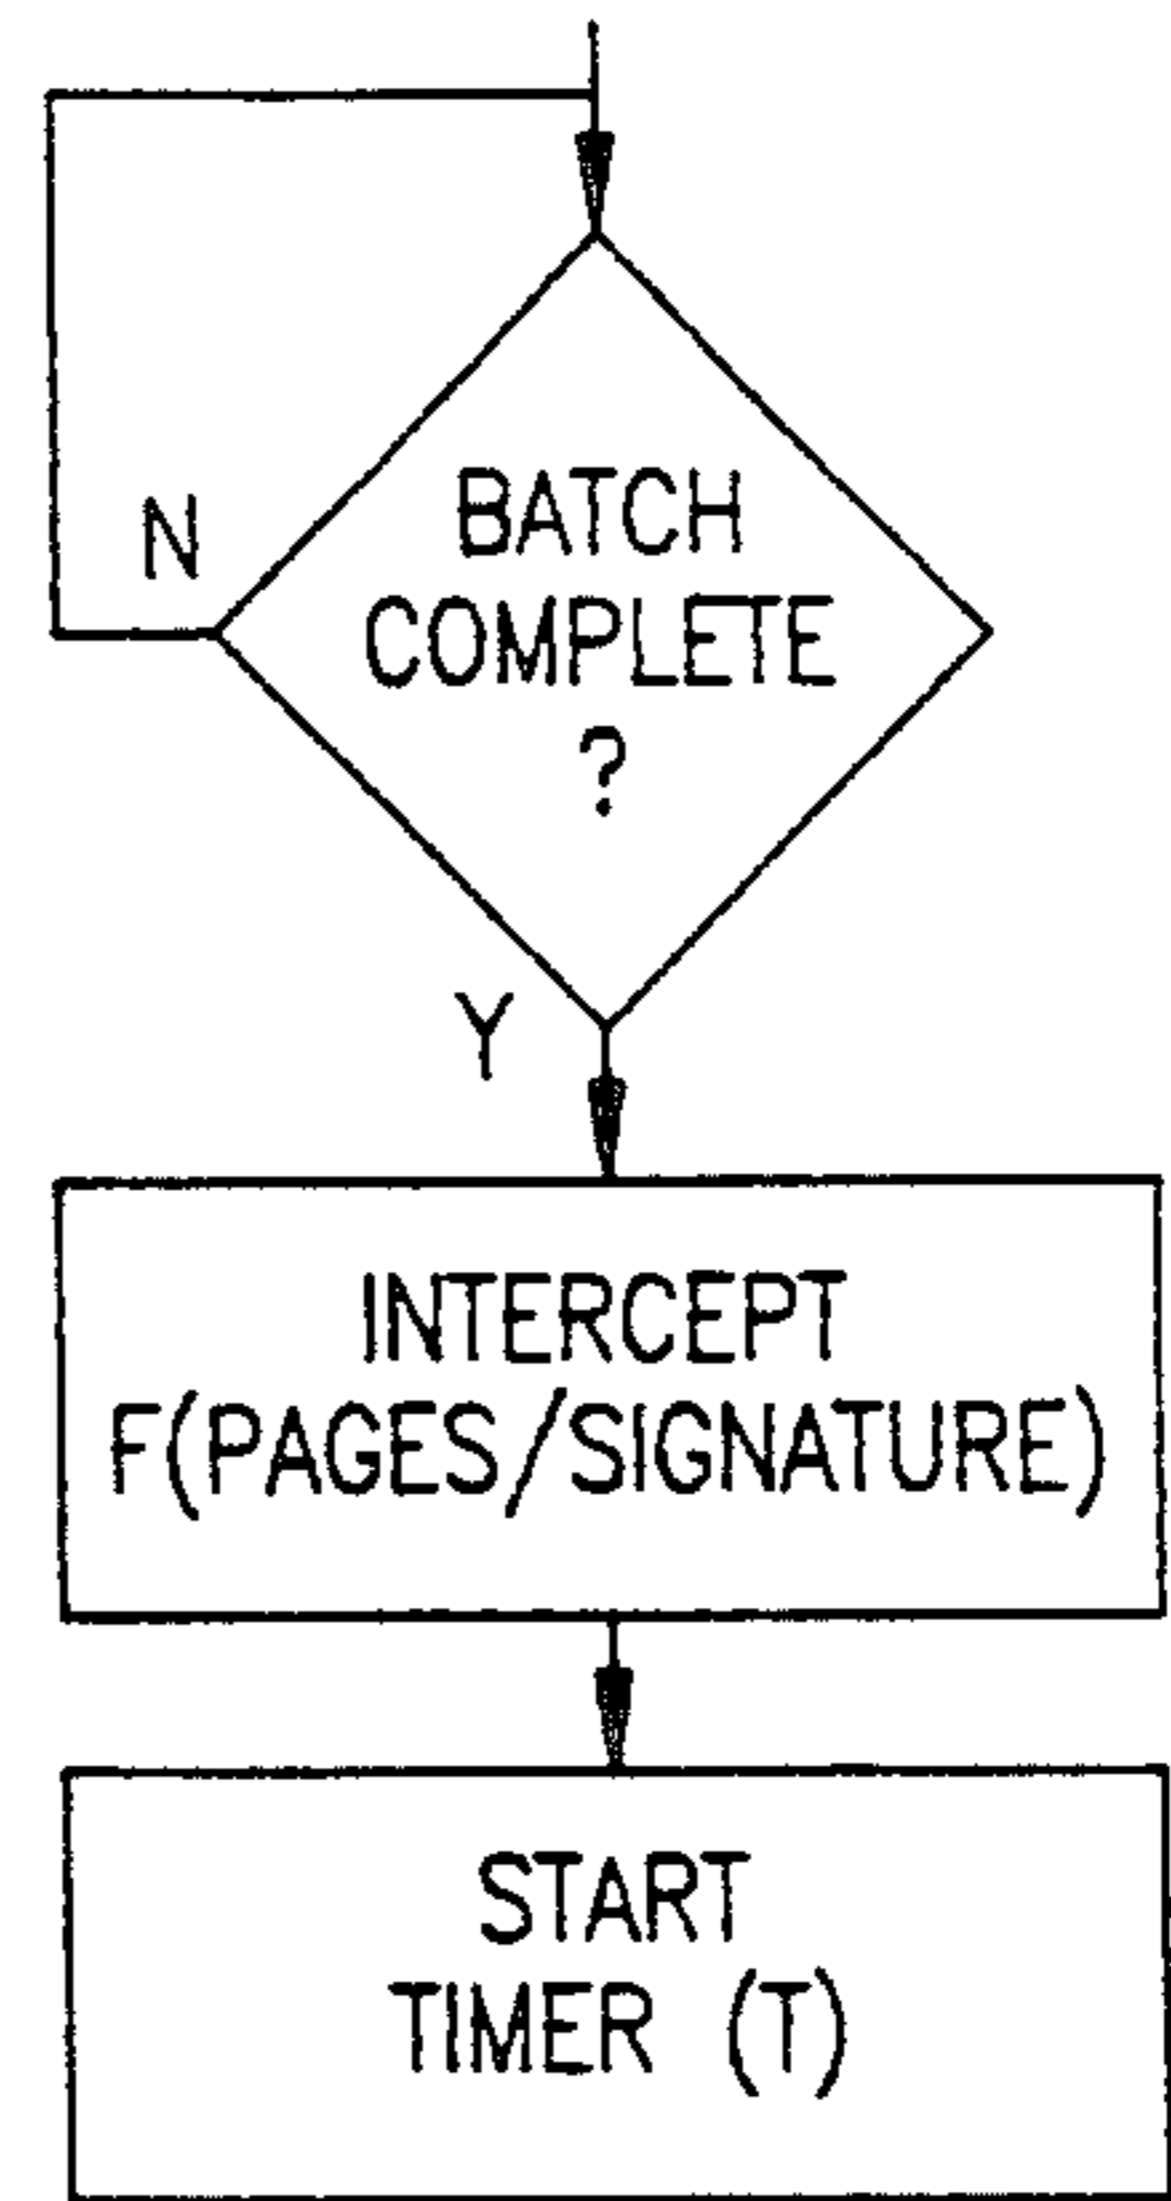 BATCH
N
COMPLETE
?
Y
INTERCEPT
F(PAGES/SIGNATURE)
START
TIMER (T)